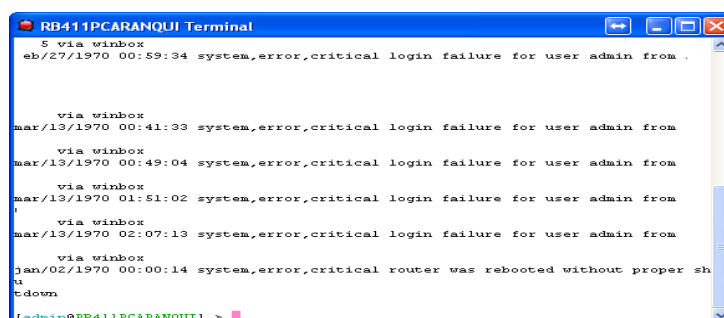 RB411PCARANQUI Terminal
5 via winbox
eb/27/1970 00:59:34 system,error,critical login failure for user admin from .
via winbox
mar/13/1970 00:41:33 system,error,critical login failure for user admin from
via winbox
mar/13/1970 00:49:04 system,error,critical login failure for user admin from
via winbox
mar/13/1970 01:51:02 system,error,critical login failure for user admin from
'
via winbox
mar/13/1970 02:07:13 system,error,critical login failure for user admin from
via winbox
jan/02/1970 00:00:14 system,error,critical router was rebooted without proper sh
u
tdown
[admin@RB411PCARANQUI] >